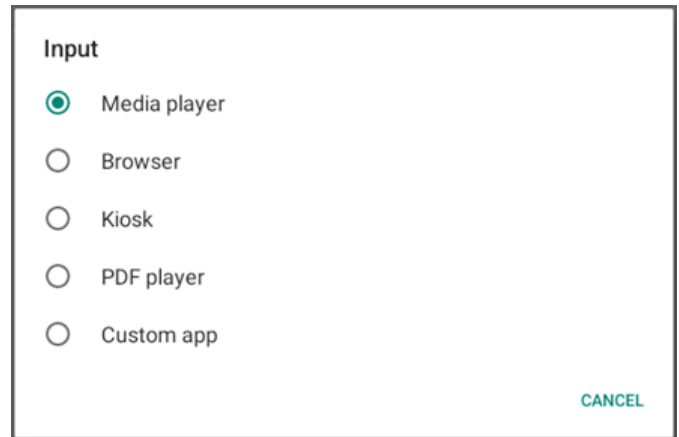 Input
Media player
Browser
Kiosk
PDF player
Custom app
CANCEL